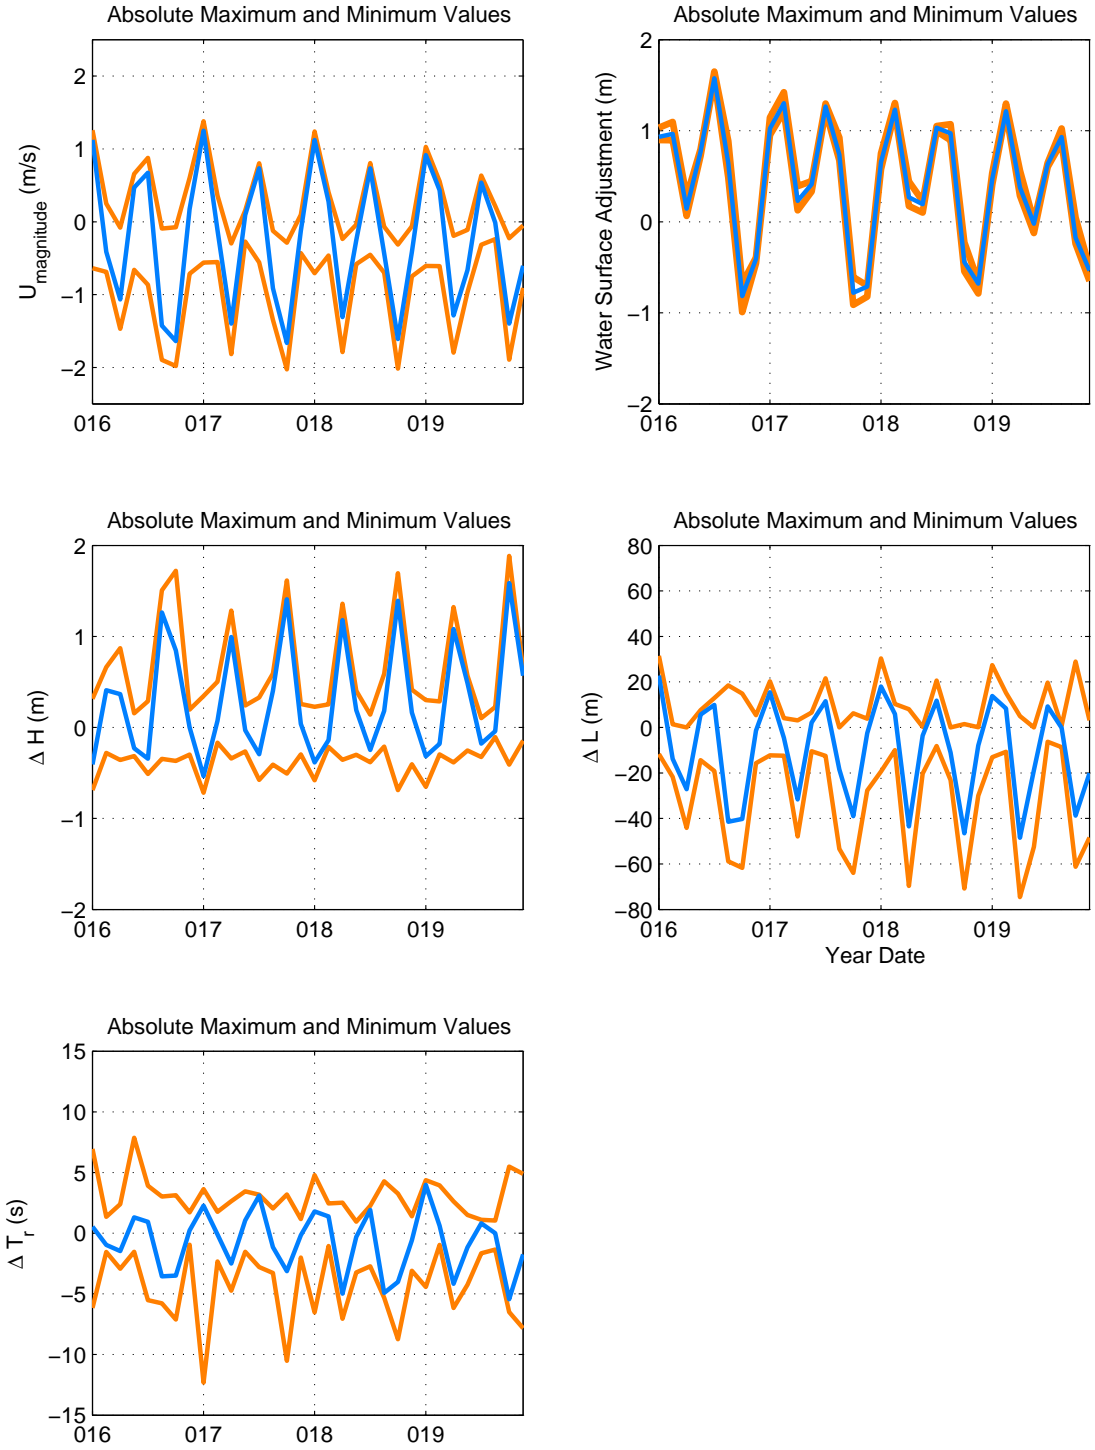 Absolute Maximum and Minimum Values
2
1
0
−1
−2
U_magnitude (m/s)
016 017 018 019
Absolute Maximum and Minimum Values
2
1
0
−1
−2
Water Surface Adjustment (m)
016 017 018 019
Absolute Maximum and Minimum Values
2
1
0
−1
−2
Δ H (m)
016 017 018 019
Absolute Maximum and Minimum Values
80
60
40
20
0
−20
−40
−60
−80
Δ L (m)
016 017 018 019
Year Date
Absolute Maximum and Minimum Values
15
10
5
0
−5
−10
−15
Δ T_r (s)
016 017 018 019